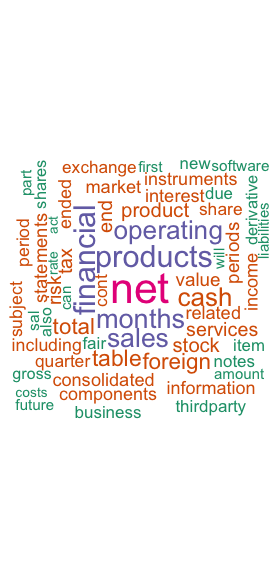 exchange first new software
market instruments
interest due
product share
operating
products
net value
cash
months related
total sales services
including fair stock item
quarter table foreign notes
gross consolidated amount
costs components information
future business thirdparty
part
shares
ended
end
act
rate
tax
risk
statements
period
subject
sal
also
can
financial
cont
will
periods
derivative
liabilities
income